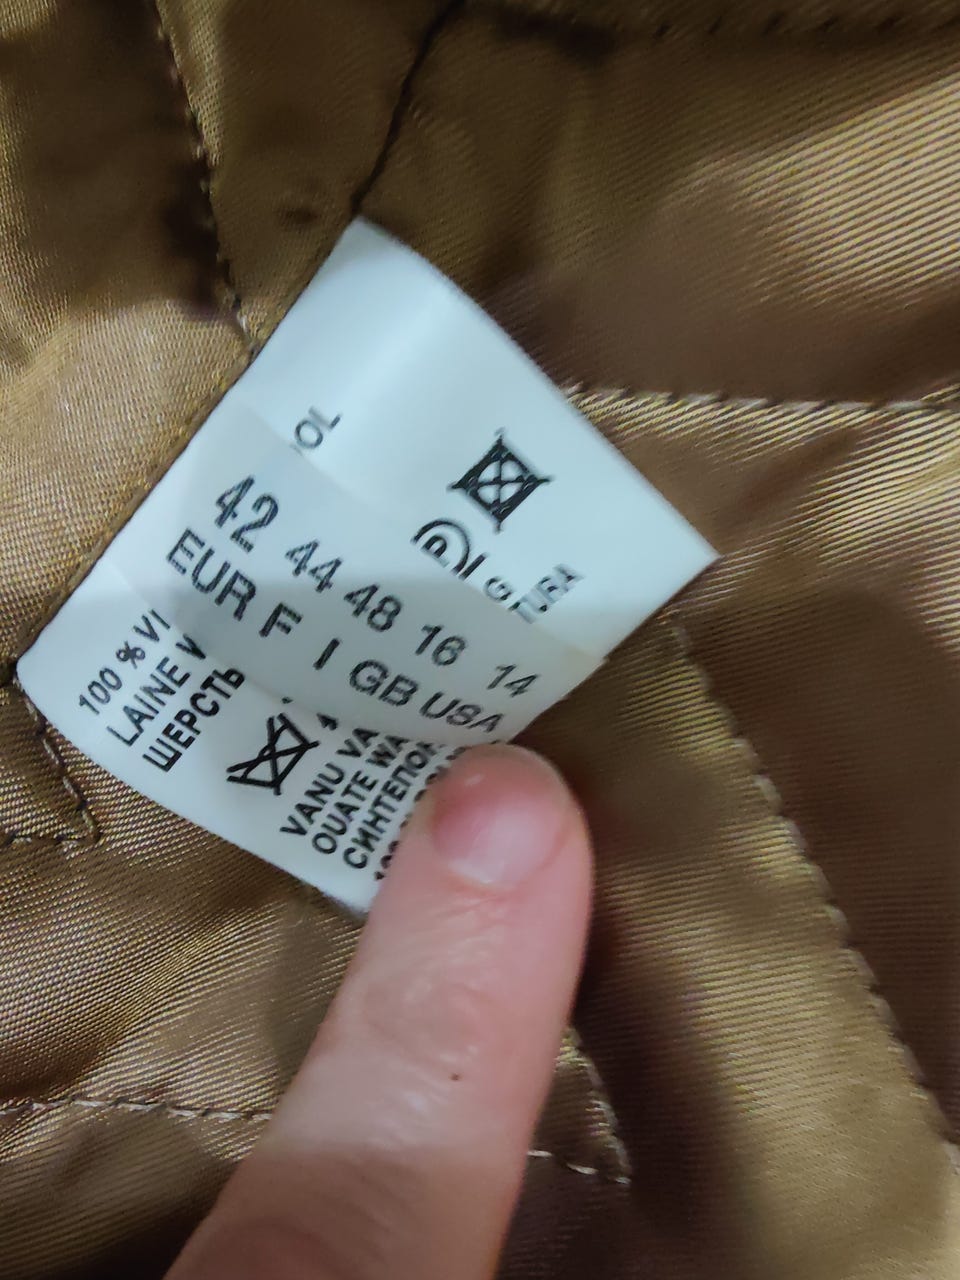 42 44 48 16 14
EUR F I GB USA
100 % VI
LAINE
ШЕРСТЬ
VANU VA
OUATE WA
СИНТЕПОН